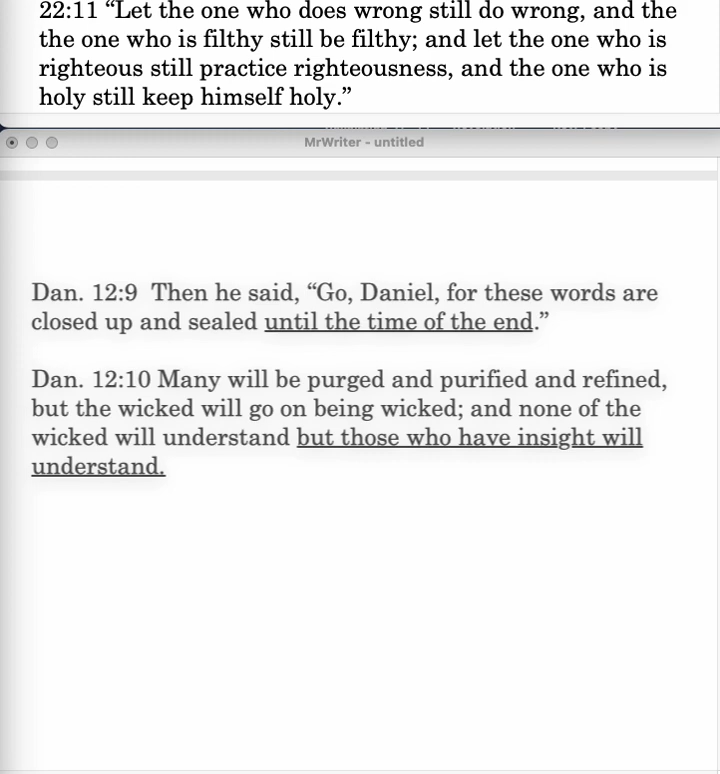 22:11 “Let the one who does wrong still do wrong, and the
the one who is filthy still be filthy; and let the one who is
righteous still practice righteousness, and the one who is
holy still keep himself holy.”
MrWriter - untitled
Dan. 12:9  Then he said, “Go, Daniel, for these words are
closed up and sealed until the time of the end.”
Dan. 12:10 Many will be purged and purified and refined,
but the wicked will go on being wicked; and none of the
wicked will understand but those who have insight will
understand.